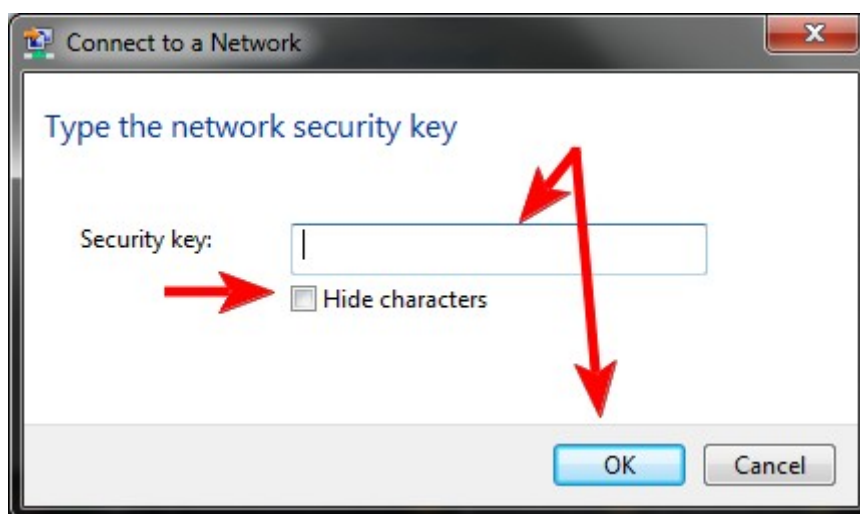 Connect to a Network
Type the network security key
Security key:
Hide characters
OK Cancel